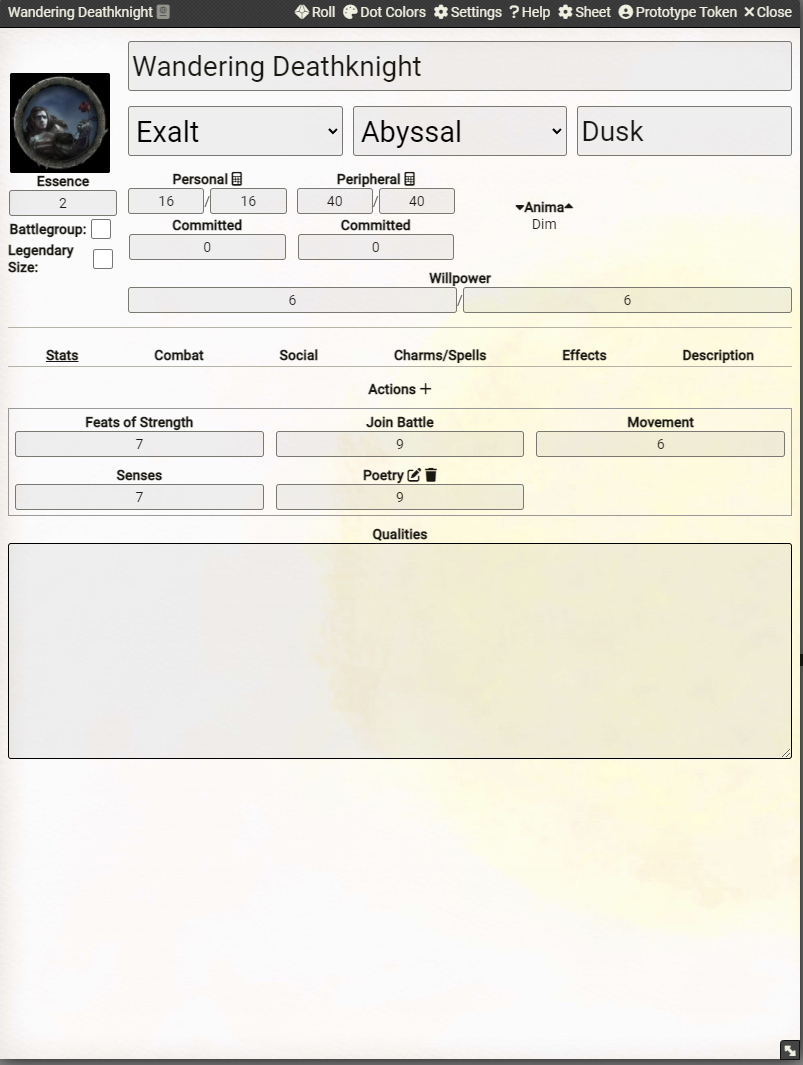 Wandering Deathknight Roll Dot Colors Settings ? Help Sheet Prototype Token Close
Wandering Deathknight
Exalt Abyssal Dusk
Essence Personal Peripheral
2 16 / 16 40 / 40
Anima
Dim
Battlegroup: Committed Committed
0 0
Legendary
Size:
Willpower
6 / 6
Stats Combat Social Charms/Spells Effects Description
Actions +
Feats of Strength Join Battle Movement
7 9 6
Senses Poetry
7 9
Qualities